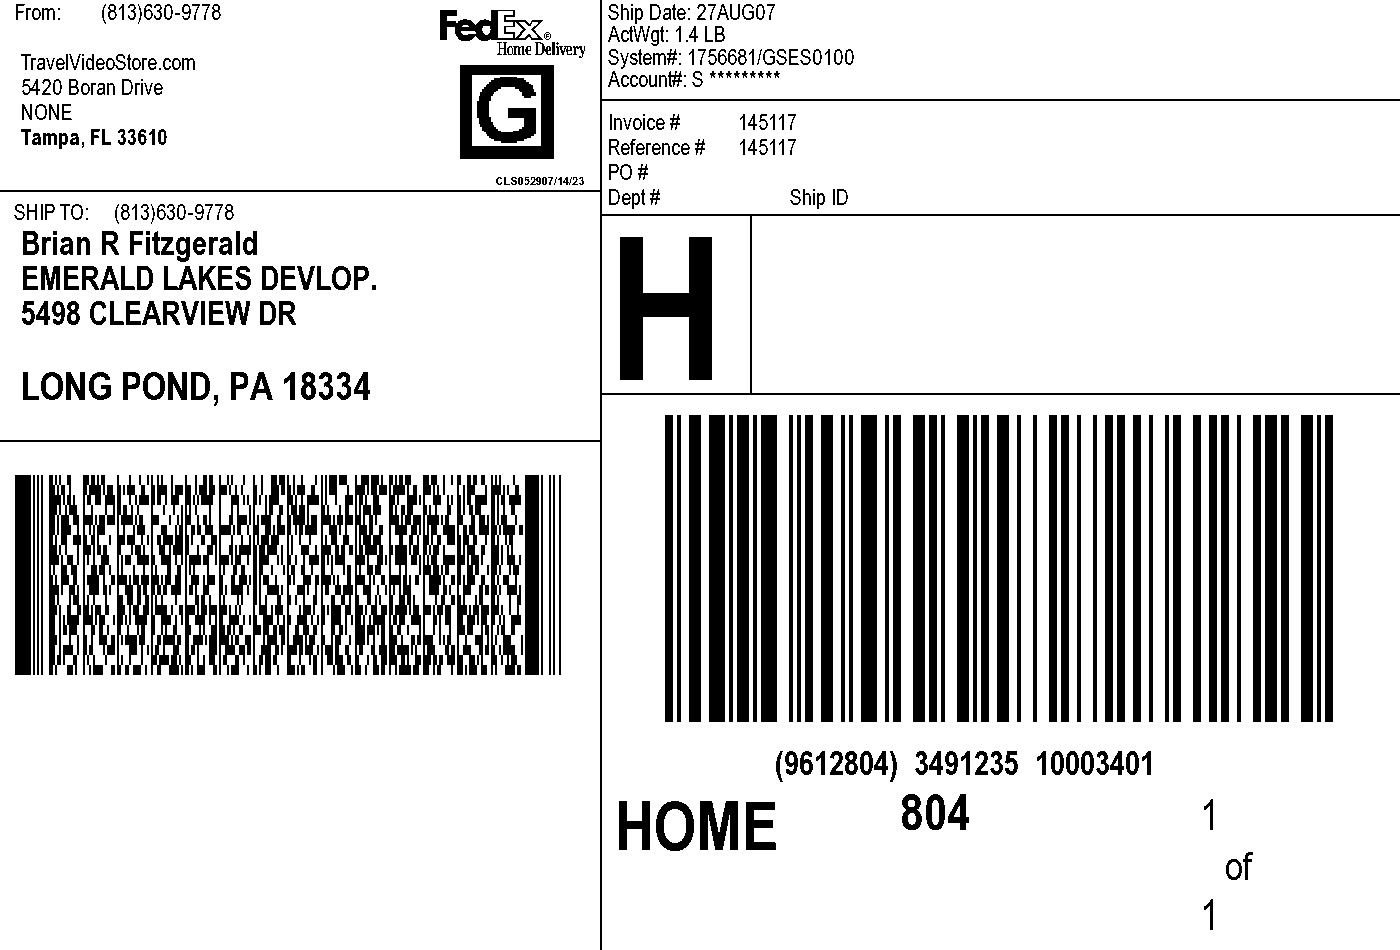 From: (813)630-9778
TravelVideoStore.com
5420 Boran Drive
NONE
Tampa, FL 33610
FedEx®
Home Delivery
G
CLS052907/14/23
Ship Date: 27AUG07
ActWgt: 1.4 LB
System#: 1756681/GSES0100
Account#: S *********
Invoice # 145117
Reference # 145117
PO #
Dept # Ship ID
SHIP TO: (813)630-9778
Brian R Fitzgerald
EMERALD LAKES DEVLOP.
5498 CLEARVIEW DR
LONG POND, PA 18334
H
(9612804) 3491235 10003401
HOME 804 1
of
1